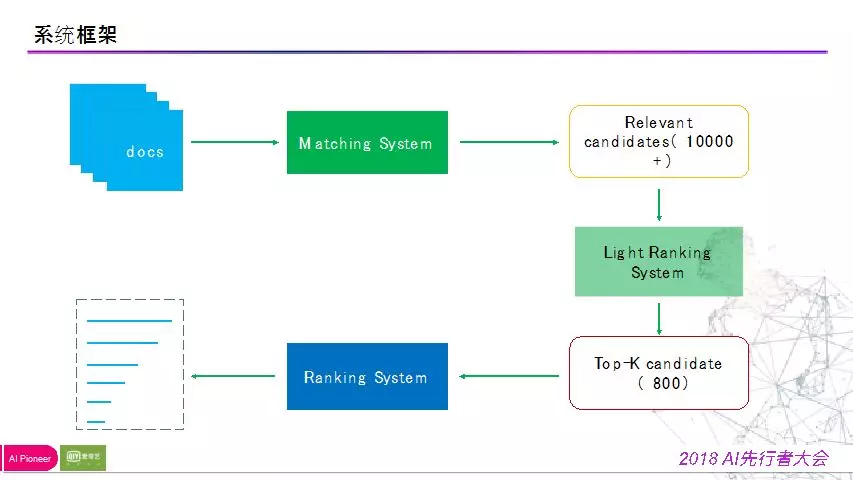 系统框架
docs
Matching System
Relevant
candidates( 10000
+)
Light Ranking
System
Top-K candidate
( 800)
Ranking System
AI Pioneer
QIY 爱奇艺
2018 AI先行者大会